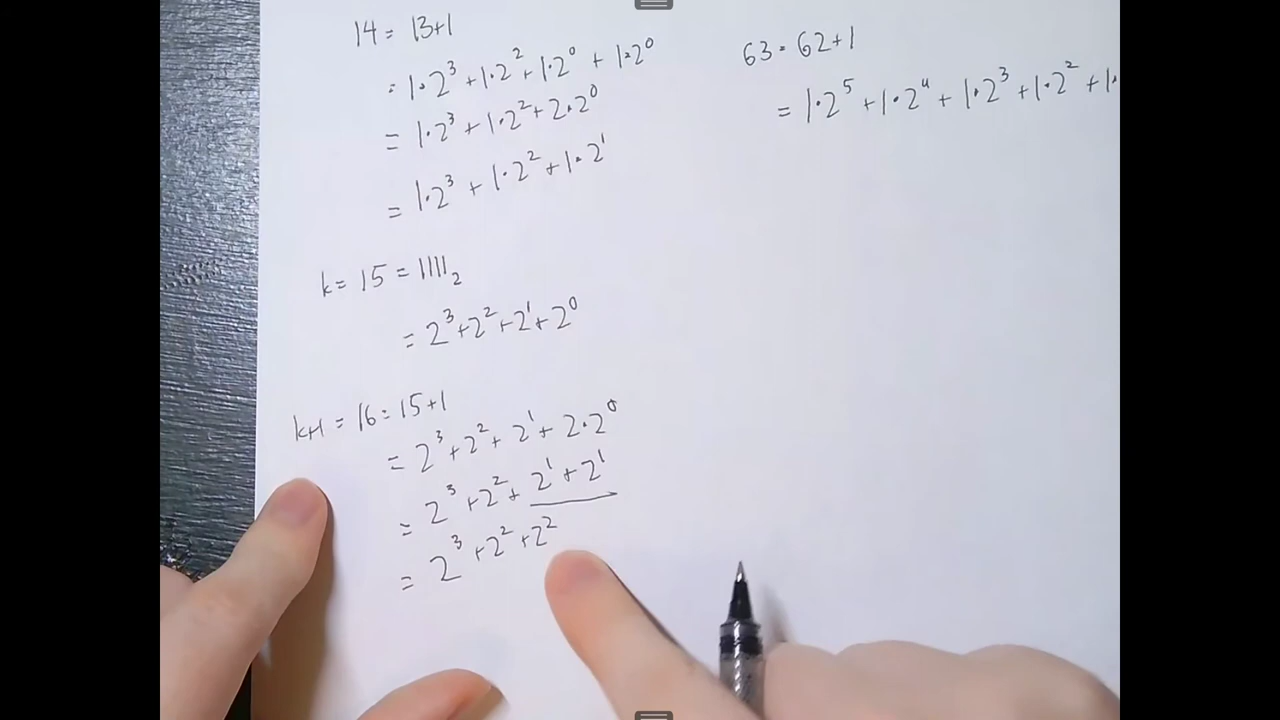 14 = 13+1
= 1·2³ + 1·2² + 1·2⁰ + 1·2⁰
= 1·2³ + 1·2² + 2·2⁰
= 1·2³ + 1·2² + 1·2¹
k = 15 = 1111₂
= 2³+2²+2¹+2⁰
k+1 = 16 = 15+1
= 2³+2²+2¹+2·2⁰
= 2³+2²+2¹+2¹
= 2³+2²+2²
63 = 62+1
= 1·2⁵ + 1·2⁴ + 1·2³ + 1·2² + 1·